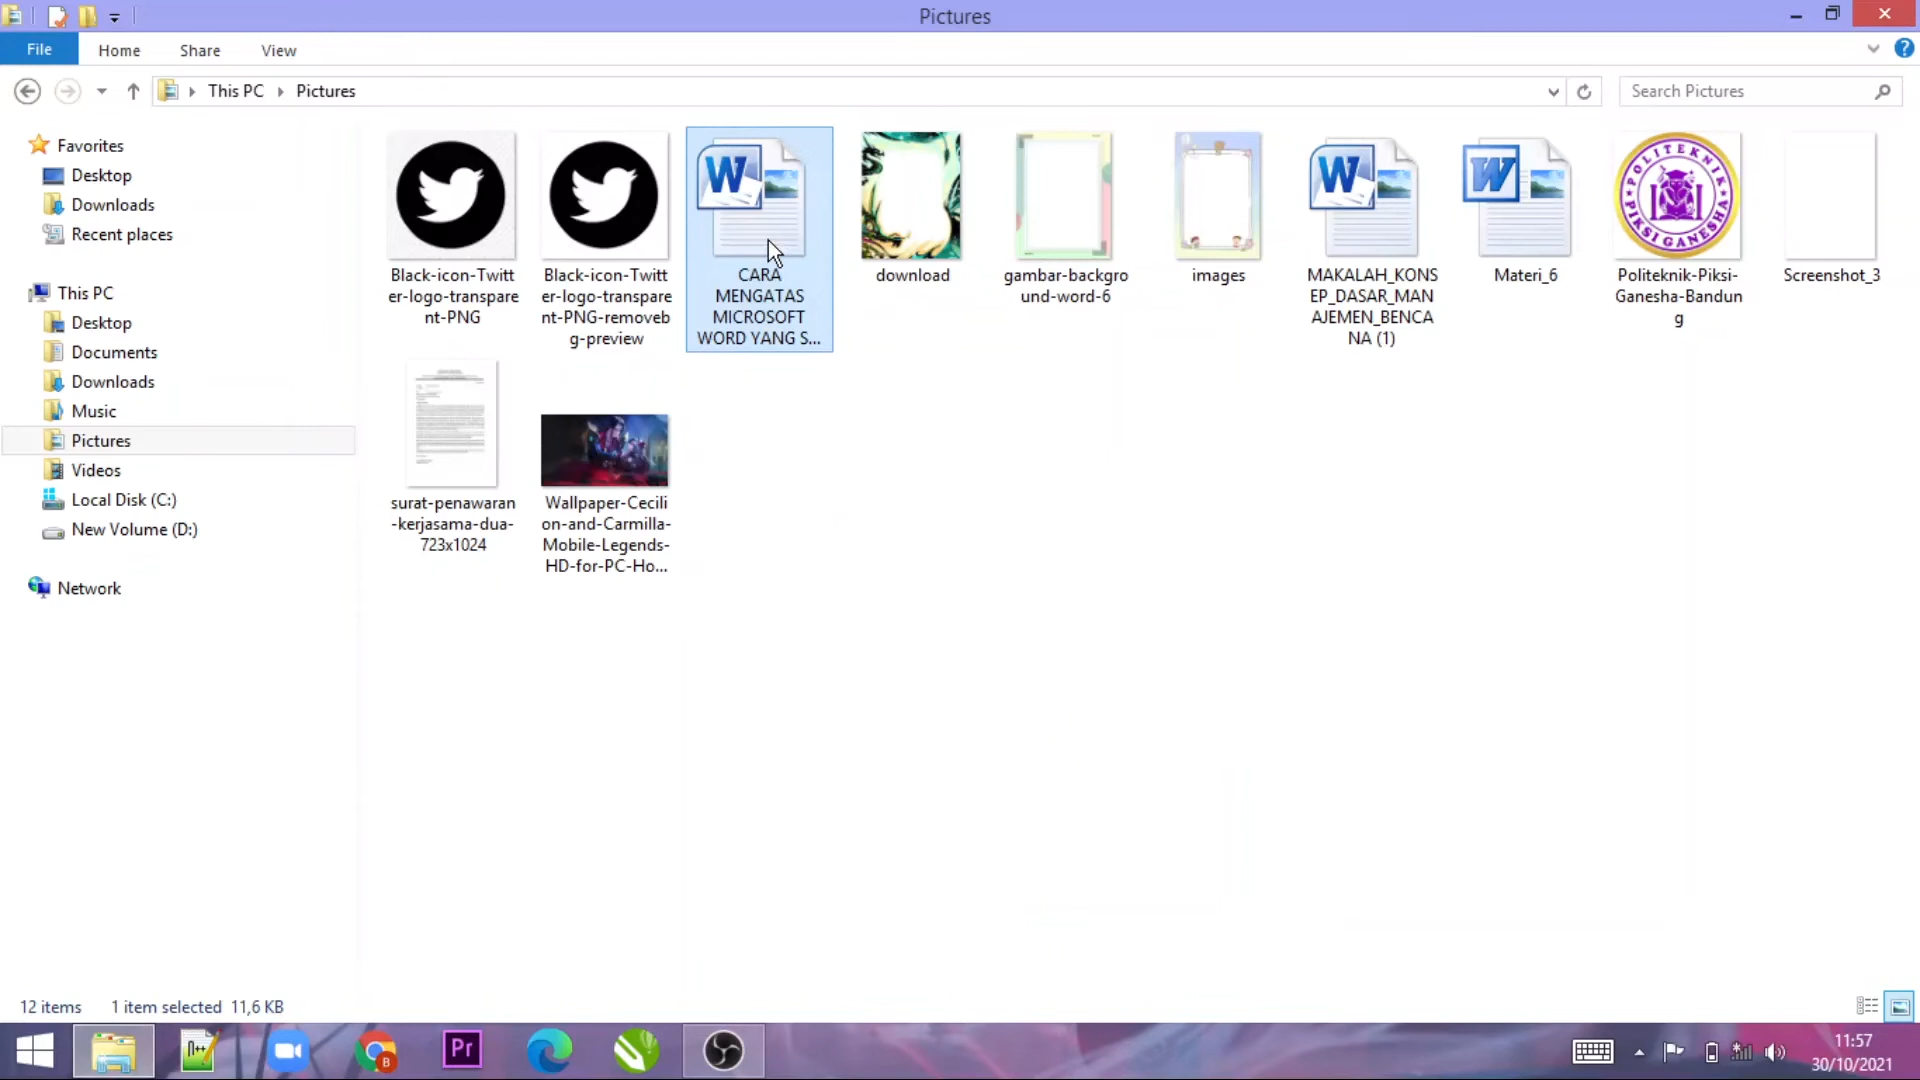 Pictures
File
Home
Share
View
This PC
Pictures
Search Pictures
Favorites
Desktop
Downloads
Recent places
This PC
Desktop
Documents
Downloads
Music
Pictures
Videos
Local Disk (C:)
New Volume (D:)
Network
Black-icon-Twitt
er-logo-transpare
nt-PNG
Black-icon-Twitt
er-logo-transpare
nt-PNG-removeb
g-preview
CARA
MENGATAS
MICROSOFT
WORD YANG S...
download
gambar-backgro
und-word-6
images
MAKALAH_KONS
EP_DASAR_MAN
AJEMEN_BENCA
NA (1)
Materi_6
POLITEKNIK
PIKSI GANESHA
Politeknik-Piksi-
Ganesha-Bandun
g
Screenshot_3
surat-penawaran
-kerjasama-dua-
723x1024
Wallpaper-Cecili
on-and-Carmilla-
Mobile-Legends-
HD-for-PC-Ho...
12 items
1 item selected 11,6 KB
Pr
B
11:57
30/10/2021